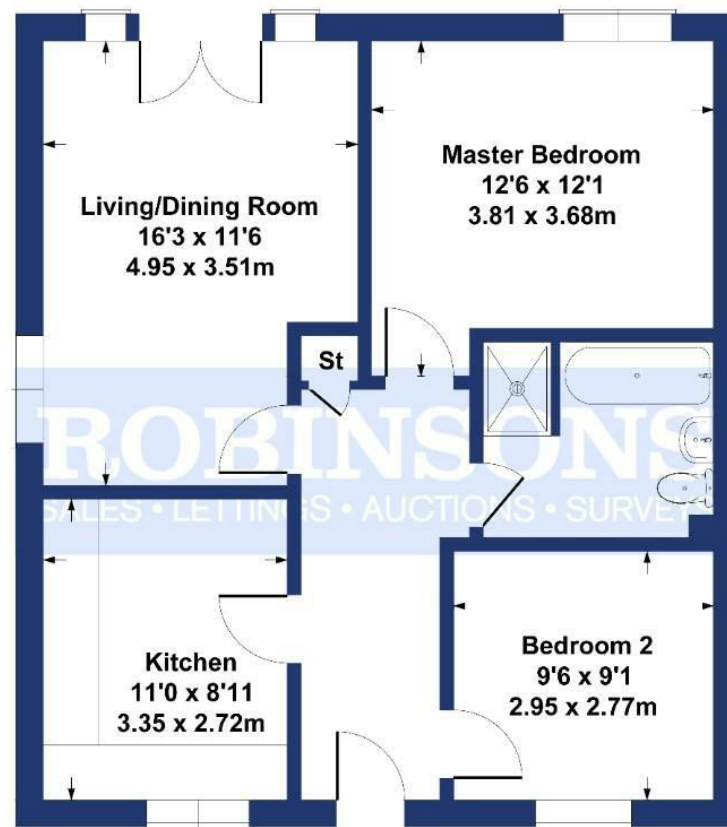 Living/Dining Room
16'3 x 11'6
4.95 x 3.51m
Master Bedroom
12'6 x 12'1
3.81 x 3.68m
St
ROBINSONS
SALES • LETTINGS • AUCTIONS • SURVEYS
Kitchen
11'0 x 8'11
3.35 x 2.72m
Bedroom 2
9'6 x 9'1
2.95 x 2.77m